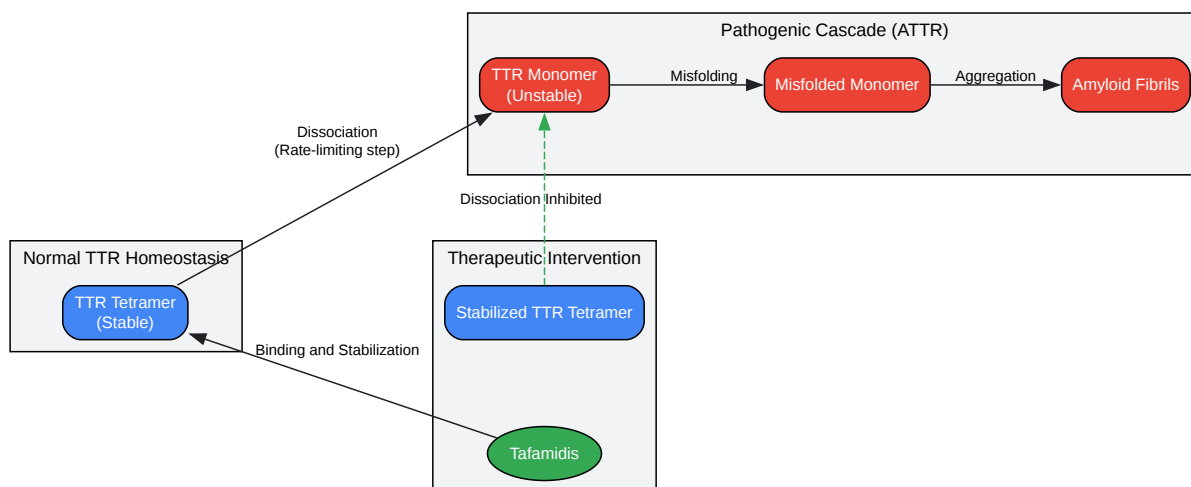 Pathogenic Cascade (ATTR)
TTR Monomer
(Unstable)
Misfolding
Misfolded Monomer
Aggregation
Amyloid Fibrils
Dissociation
(Rate-limiting step)
Dissociation Inhibited
Normal TTR Homeostasis
TTR Tetramer
(Stable)
Therapeutic Intervention
Stabilized TTR Tetramer
Binding and Stabilization
Tafamidis